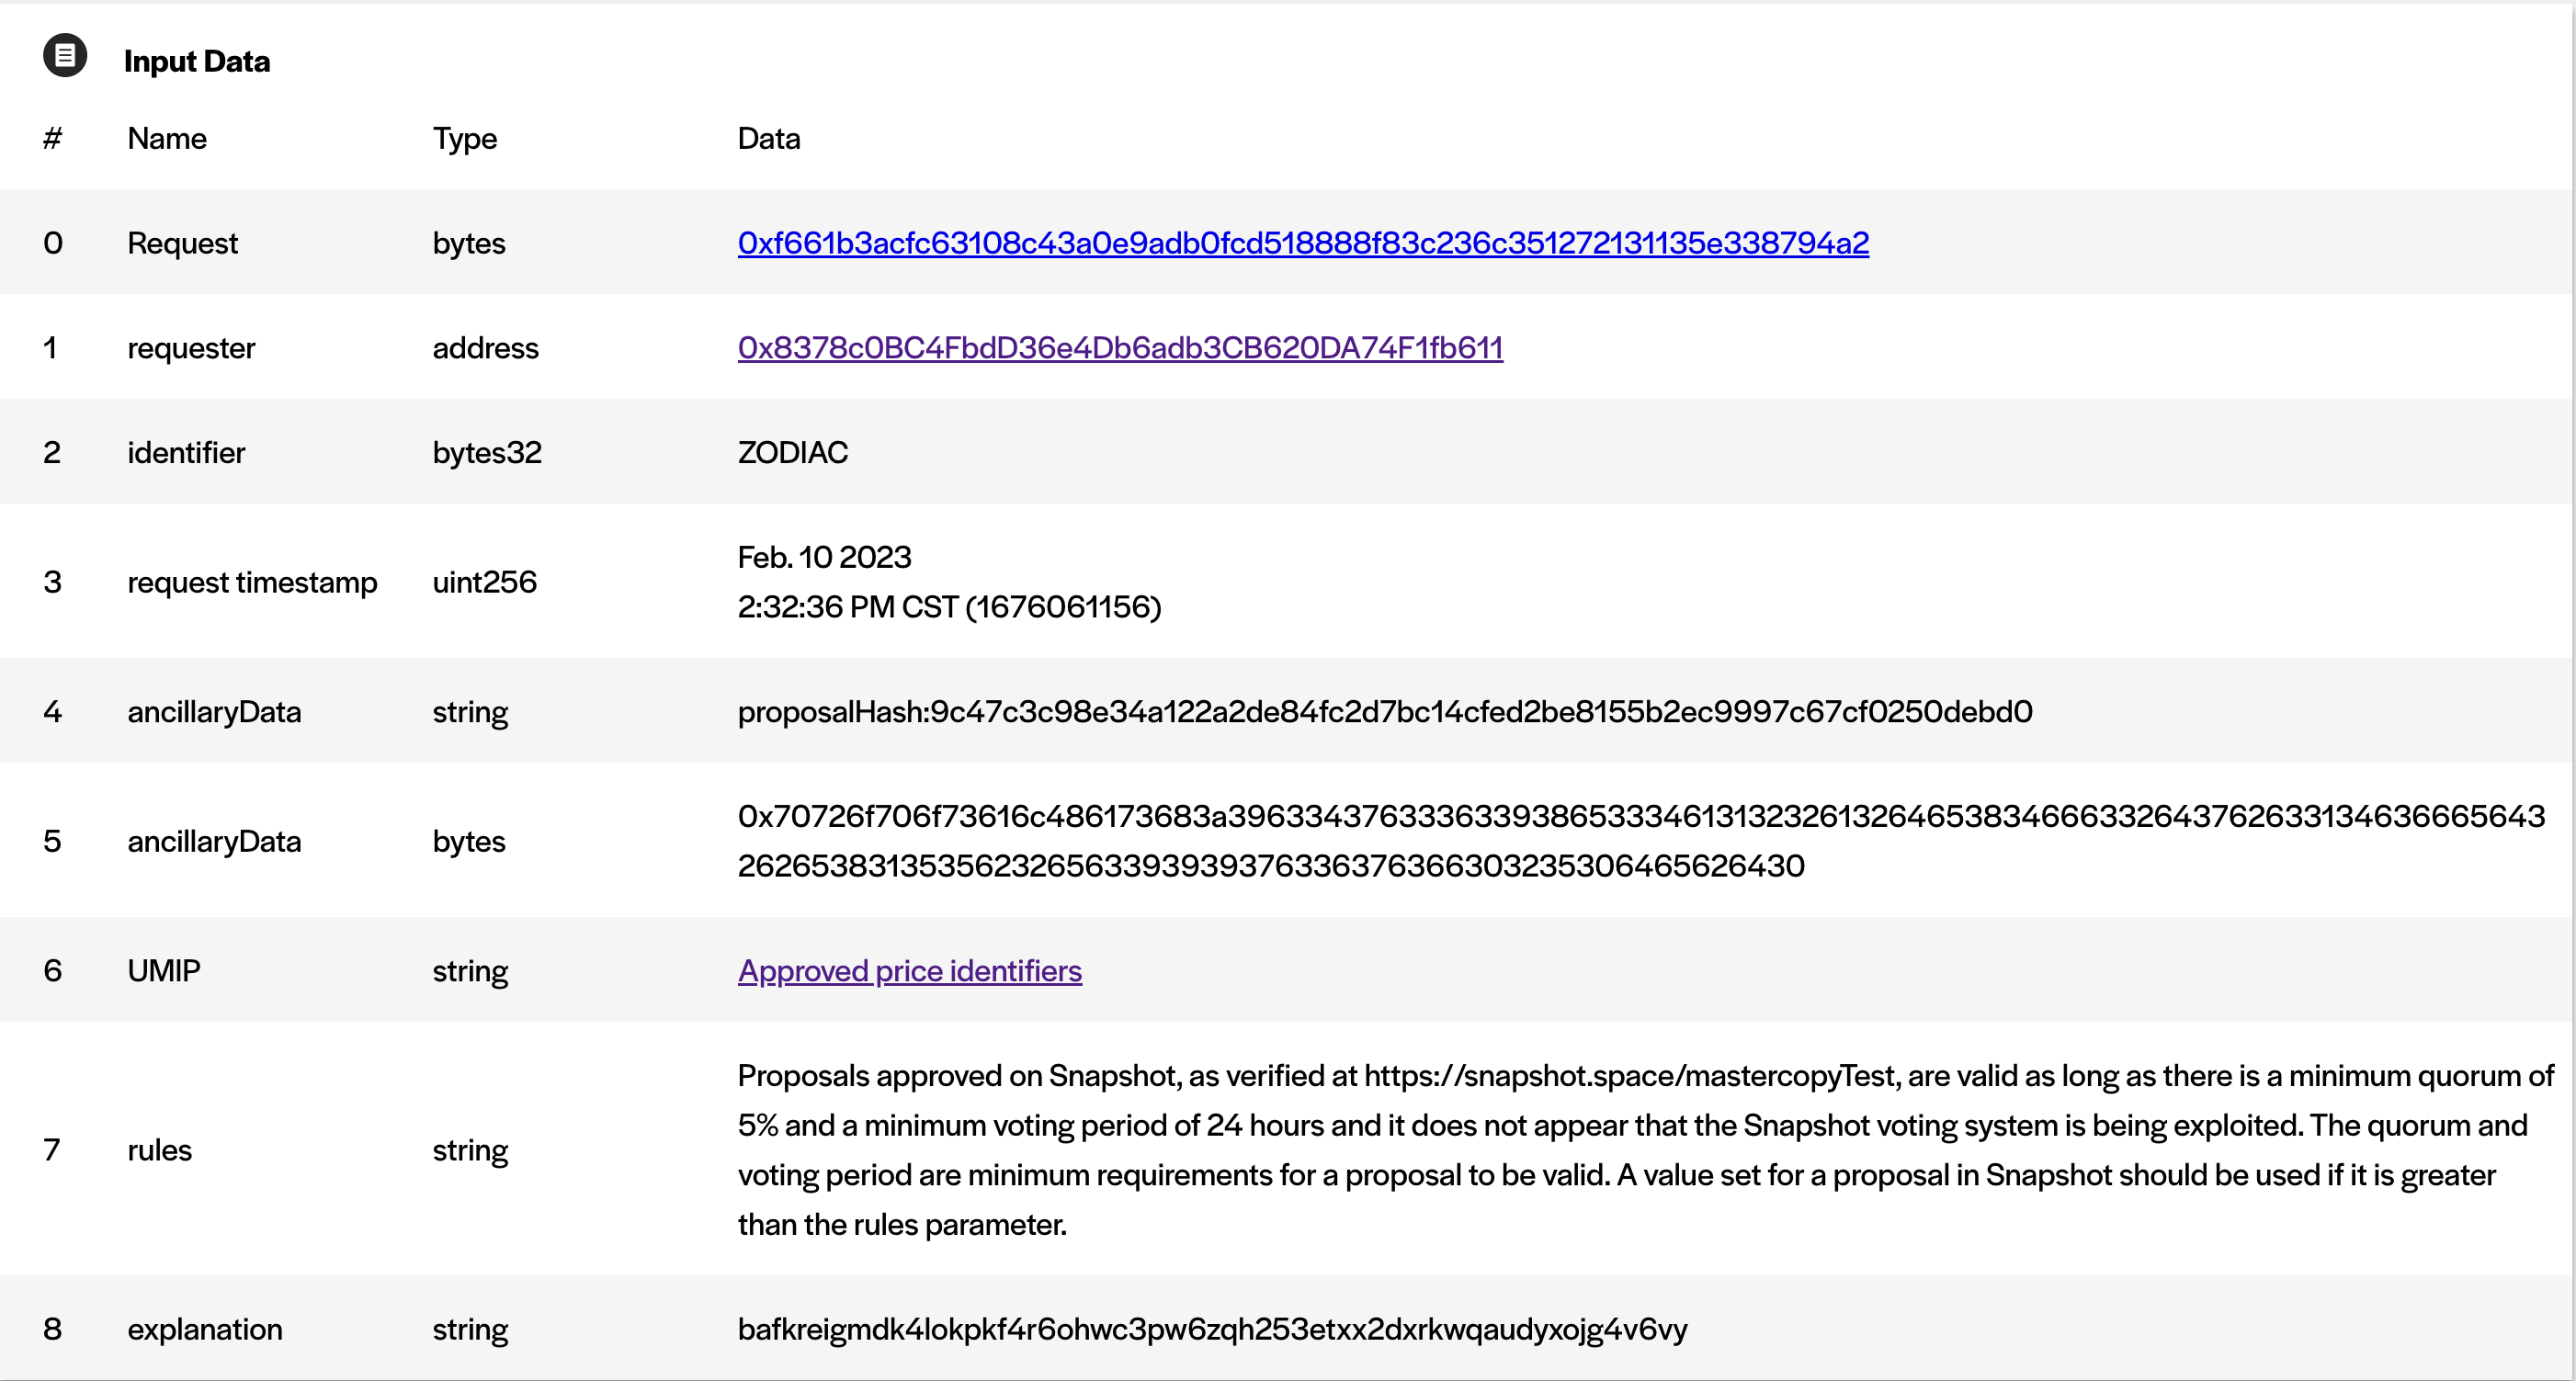 Input Data
# Name Type Data
0 Request bytes 0xf661b3acfc63108c43a0e9adb0fcd518888f83c236c351272131135e338794a2
1 requester address 0x8378c0BC4FbdD36e4Db6adb3CB620DA74F1fb611
2 identifier bytes32 ZODIAC
3 request timestamp uint256 Feb. 10 2023
2:32:36 PM CST (1676061156)
4 ancillaryData string proposalHash:9c47c3c98e34a122a2de84fc2d7bc14cfed2be8155b2ec9997c67cf0250debd0
5 ancillaryData bytes 0x70726f706f73616c486173683a39633437633363393865333461313232613264653834666332643762633134636665643
2626538313535623265633939393763363763663032353064656264​30
6 UMIP string Approved price identifiers
7 rules string Proposals approved on Snapshot, as verified at https://snapshot.space/mastercopyTest, are valid as long as there is a minimum quorum of
5% and a minimum voting period of 24 hours and it does not appear that the Snapshot voting system is being exploited. The quorum and
voting period are minimum requirements for a proposal to be valid. A value set for a proposal in Snapshot should be used if it is greater
than the rules parameter.
8 explanation string bafkreigmdk4lokpkf4r6ohwc3pw6zqh253etxx2dxrkwqaudyxojg4v6vy